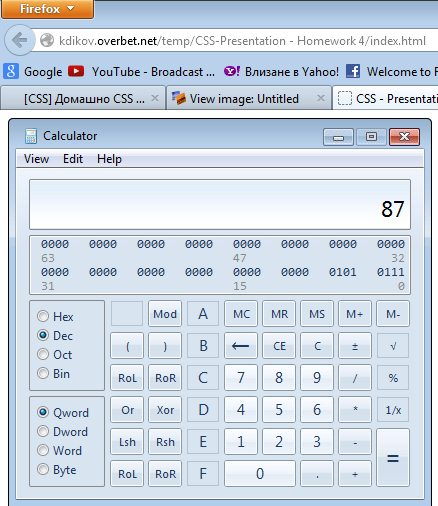 Firefox
kdikov.overbet.net/temp/CSS-Presentation - Homework 4/index.html
Google YouTube - Broadcast ... Влизане в Yahoo! Welcome to F
[CSS] Домашно CSS ... × View image: Untitled × CSS - Presentati
Calculator
View Edit Help
87
0000 0000 0000 0000 0000 0000 0000 0000
63 47 32
0000 0000 0000 0000 0000 0000 0101 0111
31 15 0
Hex Mod A MC MR MS M+ M-
Dec ( ) B ← CE C ± √
Oct
Bin RoL RoR C 7 8 9 / %
Qword Or Xor D 4 5 6 * 1/x
Dword
Word Lsh Rsh E 1 2 3 - =
Byte RoL RoR F 0 . +